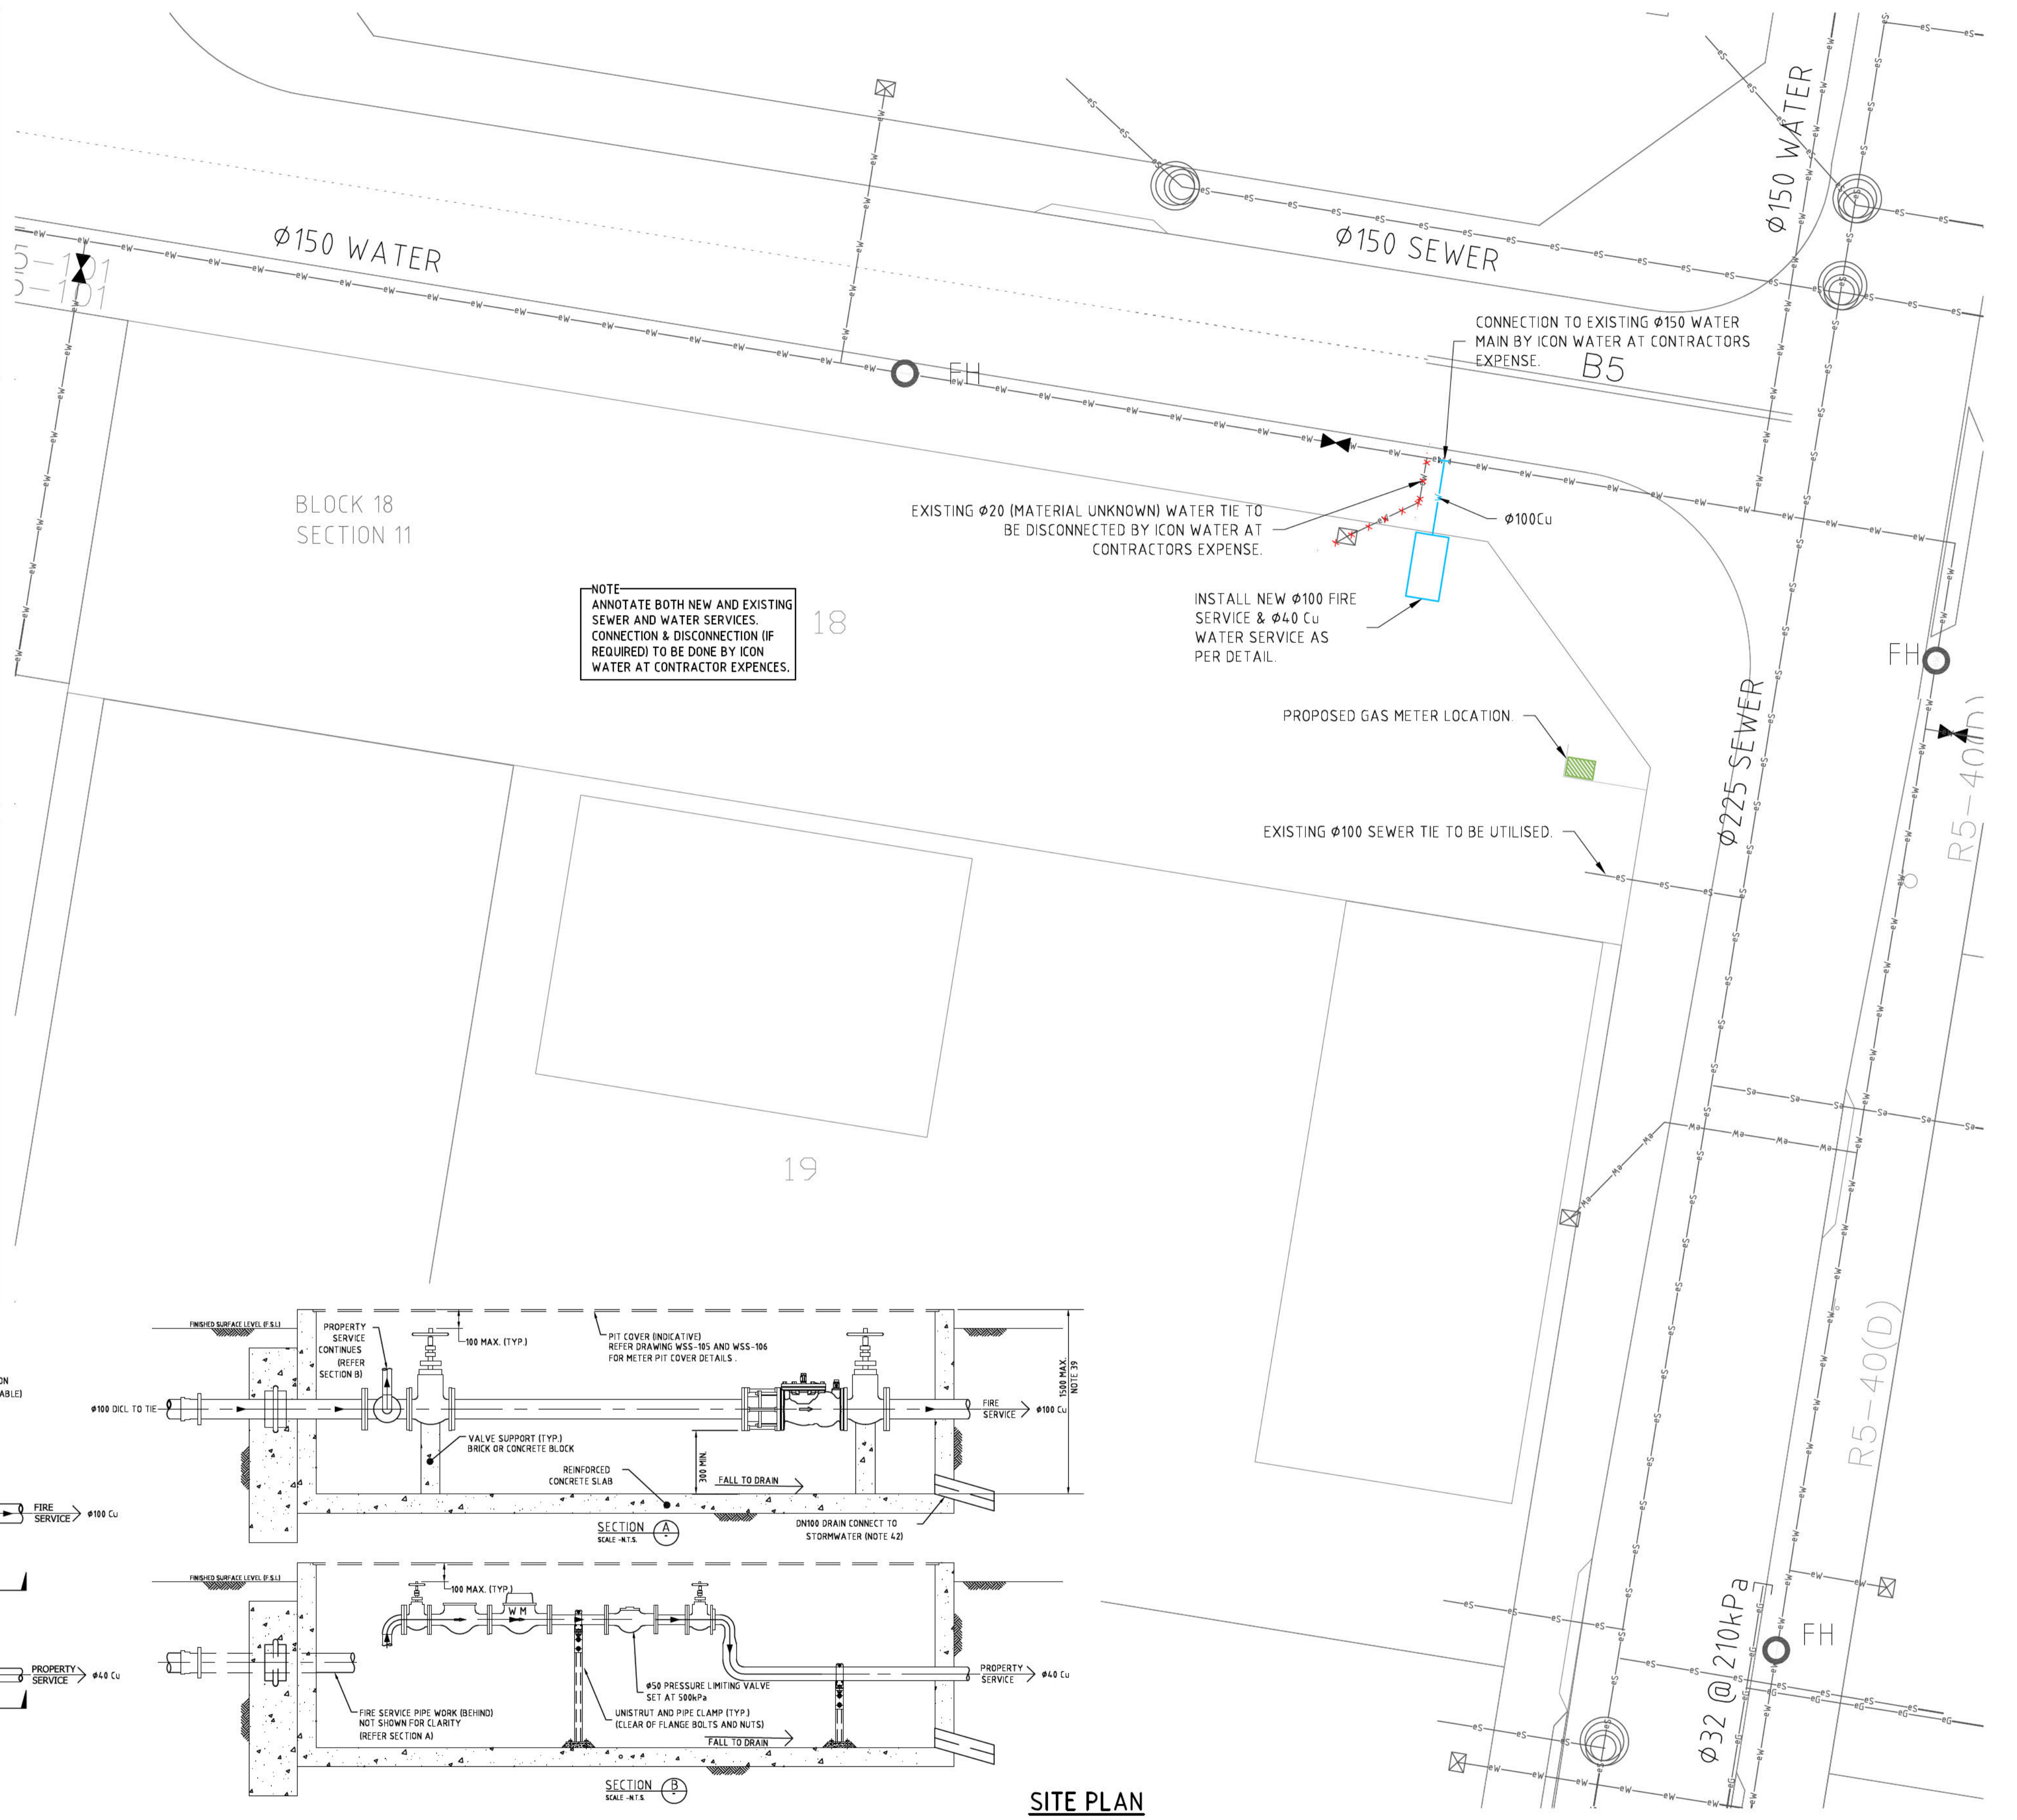 Ø150 WATER
5-101
5-101
Ø150 SEWER
Ø150 WATER
CONNECTION TO EXISTING Ø150 WATER
MAIN BY ICON WATER AT CONTRACTORS
EXPENSE.
B5
FH
BLOCK 18
SECTION 11
EXISTING Ø20 (MATERIAL UNKNOWN) WATER TIE TO
BE DISCONNECTED BY ICON WATER AT
CONTRACTORS EXPENSE.
Ø100Cu
NOTE
ANNOTATE BOTH NEW AND EXISTING
SEWER AND WATER SERVICES.
CONNECTION & DISCONNECTION (IF
REQUIRED) TO BE DONE BY ICON
WATER AT CONTRACTOR EXPENCES.
18
INSTALL NEW Ø100 FIRE
SERVICE & Ø40 Cu
WATER SERVICE AS
PER DETAIL.
FH
PROPOSED GAS METER LOCATION.
Ø225 SEWER
R5-40(D)
EXISTING Ø100 SEWER TIE TO BE UTILISED.
19
R5-40(D)
FINISHED SURFACE LEVEL (F.S.L)
PROPERTY
SERVICE
CONTINUES
(REFER
SECTION B)
100 MAX. (TYP.)
PIT COVER (INDICATIVE)
REFER DRAWING WSS-105 AND WSS-106
FOR METER PIT COVER DETAILS .
1500 MAX.
NOTE 39
ON
ABLE)
Ø100 DICL TO TIE
FIRE
SERVICE
Ø100 Cu
VALVE SUPPORT (TYP.)
BRICK OR CONCRETE BLOCK
300 MIN.
REINFORCED
CONCRETE SLAB
FALL TO DRAIN
FIRE
SERVICE
Ø100 Cu
SECTION A
SCALE -N.T.S.
-
DN100 DRAIN CONNECT TO
STORMWATER (NOTE 42)
FINISHED SURFACE LEVEL (F.S.L)
100 MAX. (TYP.)
W M
PROPERTY
SERVICE
Ø40 Cu
PROPERTY
SERVICE
Ø40 Cu
Ø50 PRESSURE LIMITING VALVE
SET AT 500kPa
FIRE SERVICE PIPE WORK (BEHIND)
NOT SHOWN FOR CLARITY
(REFER SECTION A)
UNISTRUT AND PIPE CLAMP (TYP.)
(CLEAR OF FLANGE BOLTS AND NUTS)
FALL TO DRAIN
SECTION B
SCALE -N.T.S.
-
Ø32 @ 210kPa
FH
SITE PLAN